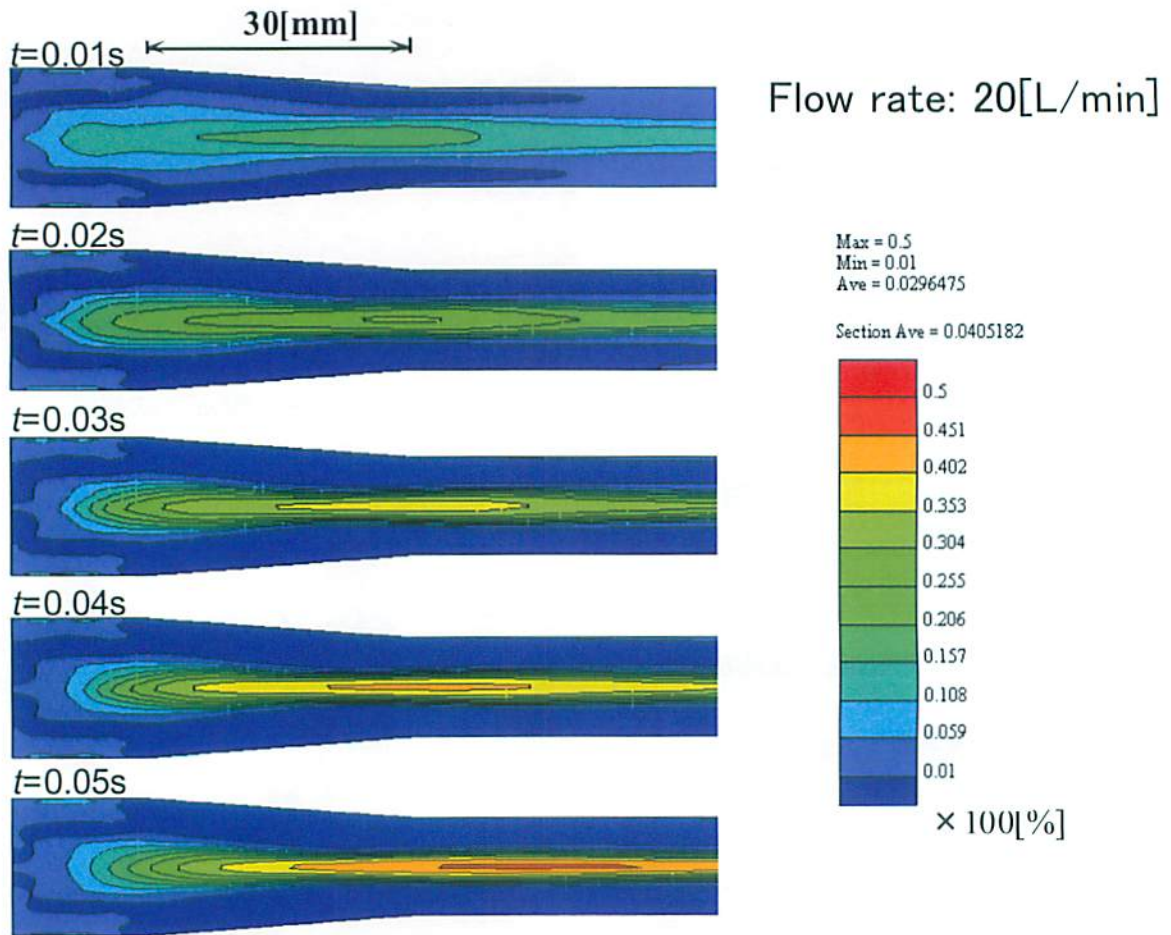 30[mm]
t=0.01s
Flow rate: 20[L/min]
t=0.02s
Max = 0.5
Min = 0.01
Ave = 0.0296475
Section Ave = 0.0405182
0.5
0.451
0.402
0.353
0.304
0.255
0.206
0.157
0.108
0.059
0.01
× 100[%]
t=0.03s
t=0.04s
t=0.05s